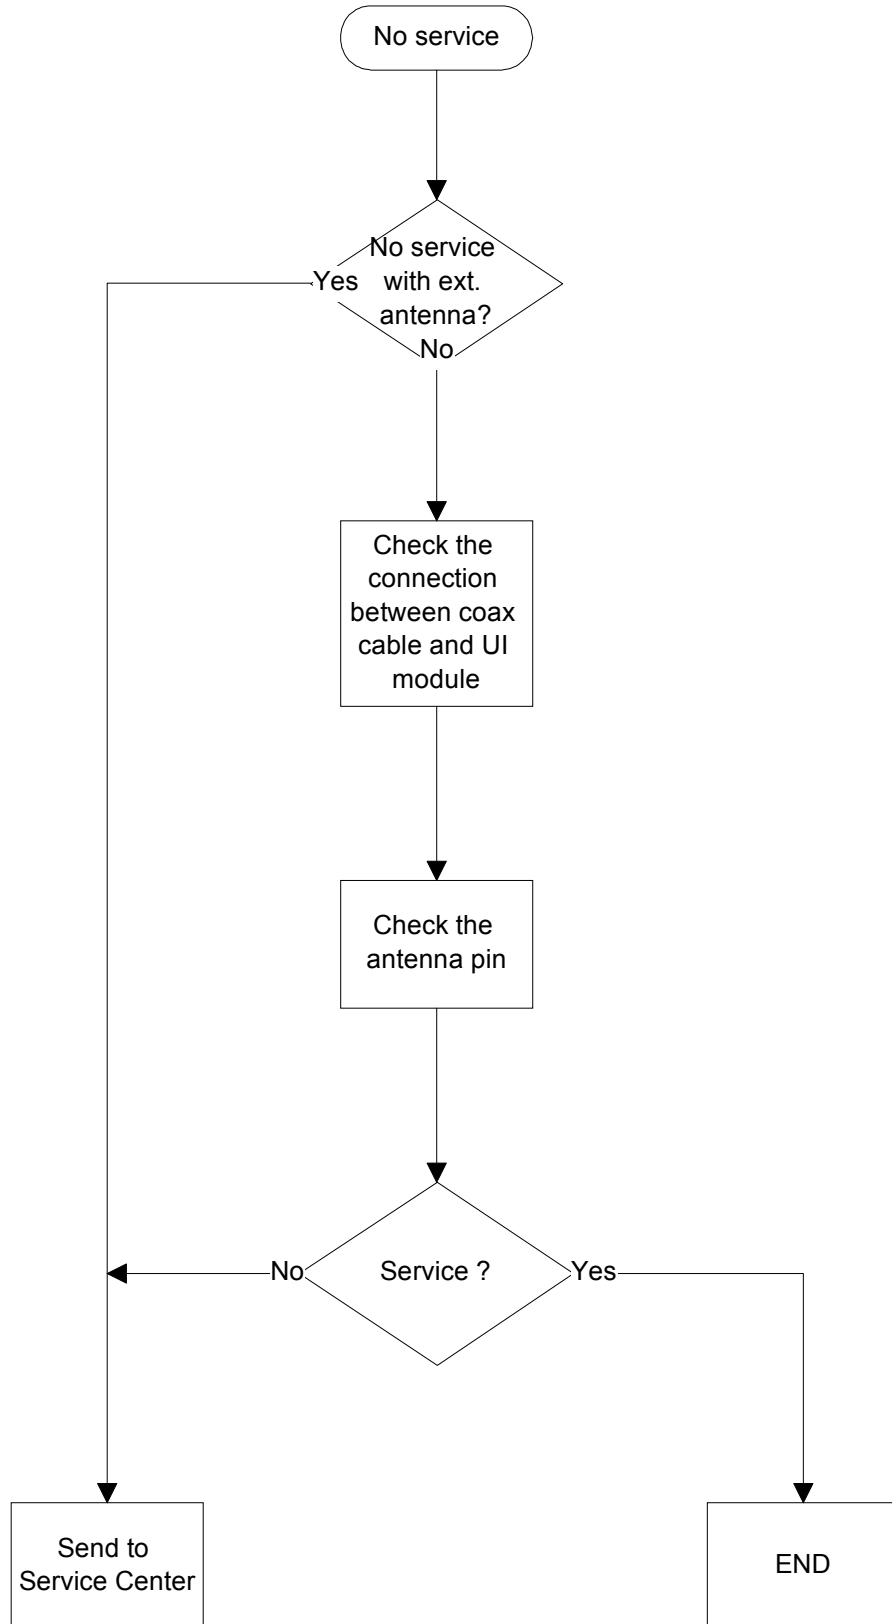 No service
No service
Yes
with ext.
antenna?
No
Check the
connection
between coax
cable and UI
module
Check the
antenna pin
No
Service ?
Yes
Send to
Service Center
END